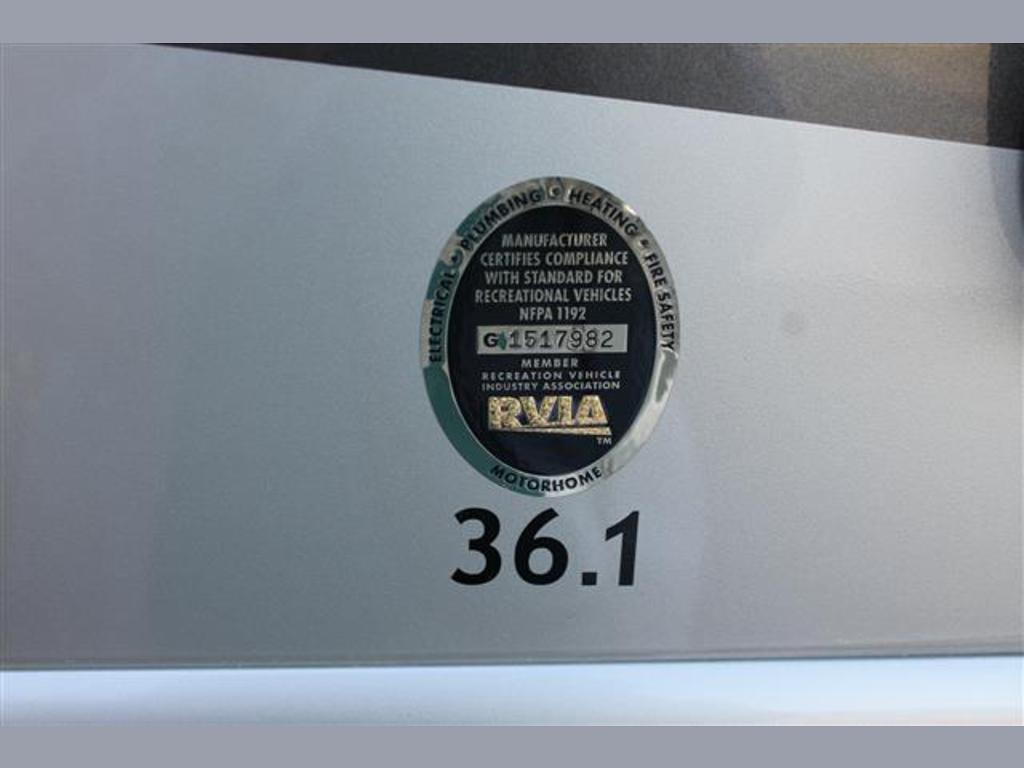 ELECTRICAL • PLUMBING • HEATING • FIRE SAFETY
MANUFACTURER
CERTIFIES COMPLIANCE
WITH STANDARD FOR
RECREATIONAL VEHICLES
NFPA 1192
G 1517982
MEMBER
RECREATION VEHICLE
INDUSTRY ASSOCIATION
RVIA
TM
MOTORHOME
36.1